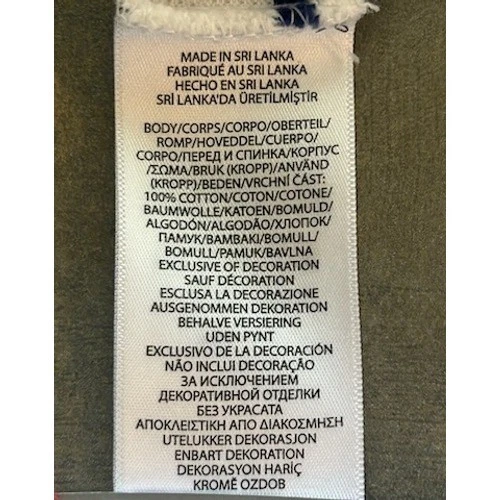 MADE IN SRI LANKA
FABRIQUÉ AU SRI LANKA
HECHO EN SRI LANKA
SRİ LANKA'DA ÜRETİLMİŞTİR
BODY/CORPS/CORPO/OBERTEIL/
ROMP/HOVEDDEL/CUERPO/
CORPO/ПЕРЕД И СПИНКА/КОРПУС
/ΣΩΜΑ/BRUK (KROPP)/ANVÄND
(KROPP)/BEDEN/VRCHNÍ ČÁST:
100% COTTON/COTON/COTONE/
BAUMWOLLE/KATOEN/BOMULD/
ALGODÓN/ALGODÃO/ХЛОПОК/
ПАМУК/ΒΑΜΒΑΚΙ/BOMULL/
BOMULL/PAMUK/BAVLNA
EXCLUSIVE OF DECORATION
SAUF DÉCORATION
ESCLUSA LA DECORAZIONE
AUSGENOMMEN DEKORATION
BEHALVE VERSIERING
UDEN PYNT
EXCLUSIVO DE LA DECORACIÓN
NÃO INCLUI DECORAÇÃO
ЗА ИСКЛЮЧЕНИЕМ
ДЕКОРАТИВНОЙ ОТДЕЛКИ
БЕЗ УКРАСАТА
ΑΠΟΚΛΕΙΣΤΙΚΗ ΑΠΟ ΔΙΑΚΟΣΜΗΣΗ
UTELUKKER DEKORASJON
ENBART DEKORATION
DEKORASYON HARİÇ
KROMĚ OZDOB